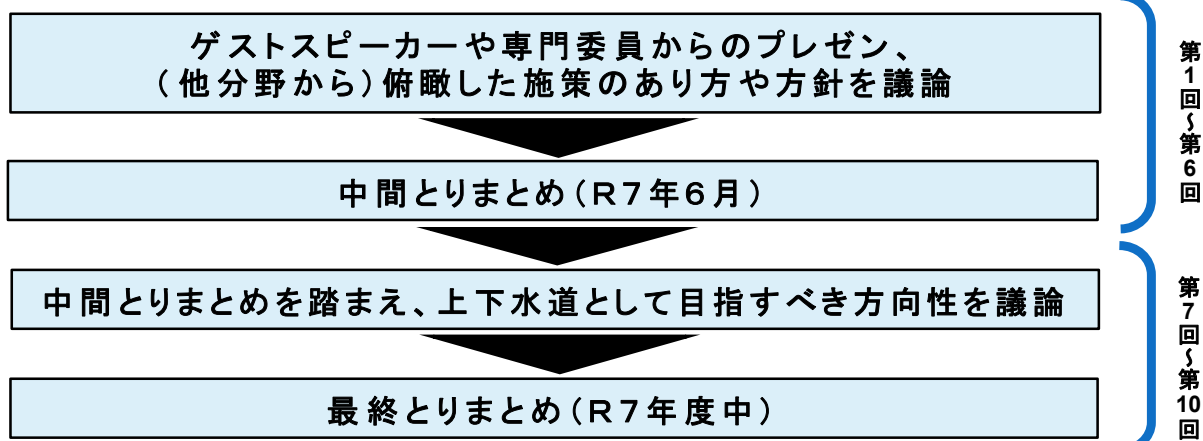 ゲストスピーカーや専門委員からのプレゼン、
(他分野から)俯瞰した施策のあり方や方針を議論
中間とりまとめ(R7年6月)
第1回~第6回
中間とりまとめを踏まえ、上下水道として目指すべき方向性を議論
最終とりまとめ(R7年度中)
第7回~第10回